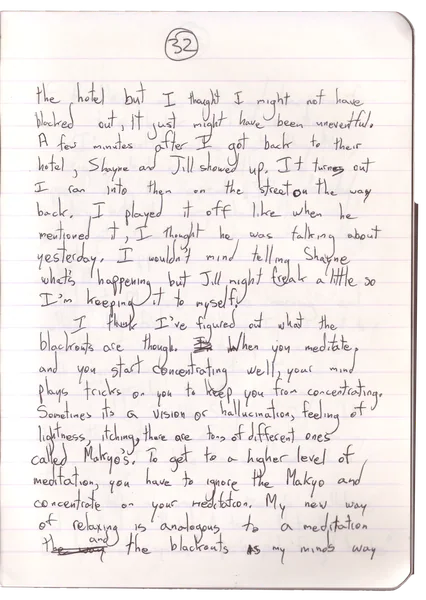 32
the hotel but I thought I might not have
blocked out, it just might have been uneventful.
A few minutes after I got back to their
hotel, Shayne and Jill showed up. It turns out
I ran into them on the street on the way
back. I played it off like when he
mentioned it, I thought he was talking about
yesterday. I wouldn't mind telling Shayne
what's happening but Jill might freak a little so
I'm keeping it to myself.
I think I've figured out what the
blackouts are though. When you meditate,
and you start concentrating well, your mind
plays tricks on you to keep you from concentrating.
Sometimes its a vision or hallucination, feeling of
lightness, itching, there are tons of different ones
called Makyo's. To get to a higher level of
meditation, you have to ignore the Makyo and
concentrate on your meditation. My new way
of relaxing is analogous to a meditation
and the blackouts as my minds way